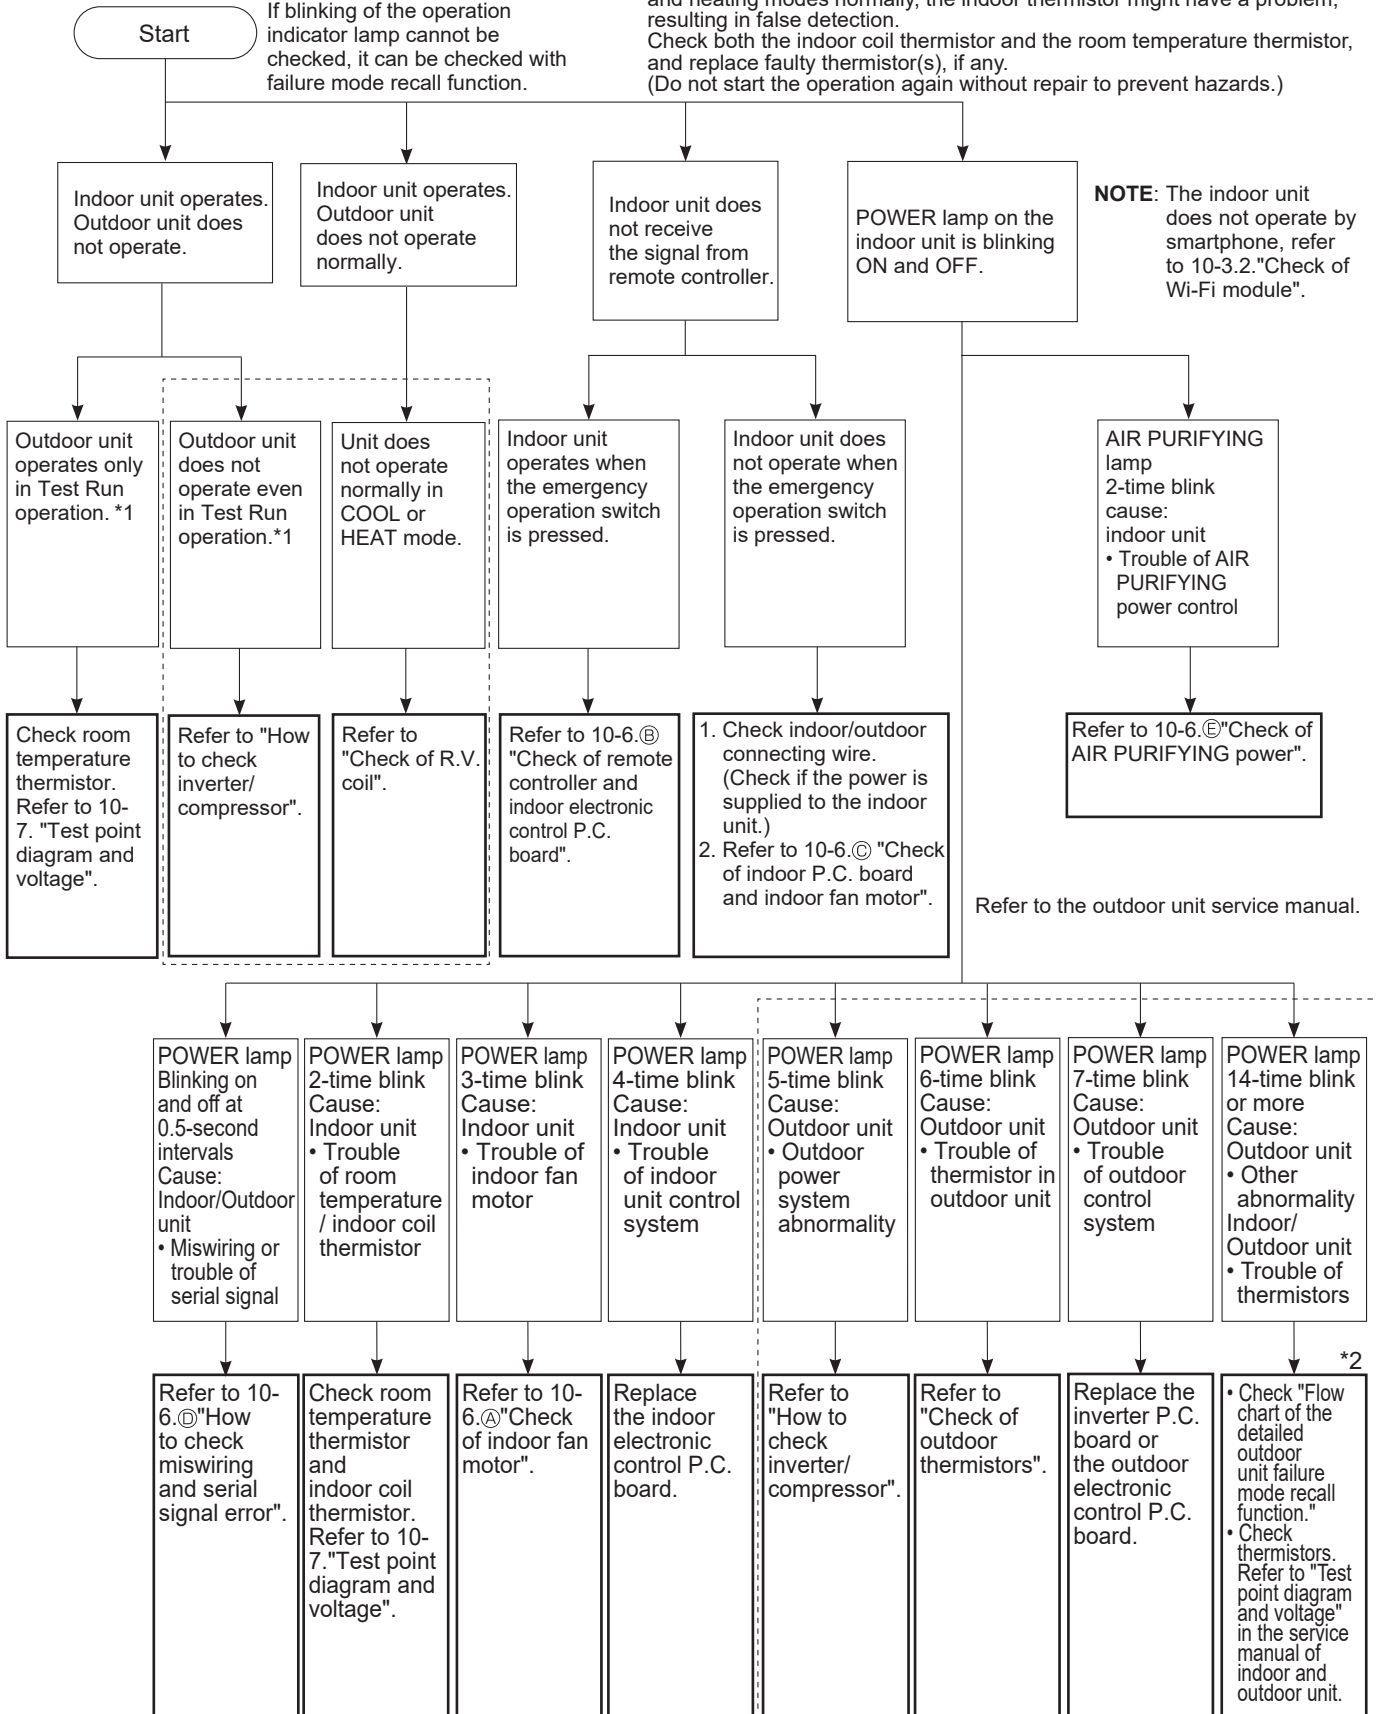 Start
If blinking of the operation
indicator lamp cannot be
checked, it can be checked with
failure mode recall function.
and heating modes normally, the indoor thermistor might have a problem,
resulting in false detection.
Check both the indoor coil thermistor and the room temperature thermistor,
and replace faulty thermistor(s), if any.
(Do not start the operation again without repair to prevent hazards.)
Indoor unit operates.
Outdoor unit does
not operate.
Indoor unit operates.
Outdoor unit
does not operate
normally.
Indoor unit does
not receive
the signal from
remote controller.
POWER lamp on the
indoor unit is blinking
ON and OFF.
NOTE: The indoor unit
does not operate by
smartphone, refer
to 10-3.2."Check of
Wi-Fi module".
Outdoor unit
operates only
in Test Run
operation. *1
Outdoor unit
does not
operate even
in Test Run
operation.*1
Unit does
not operate
normally in
COOL or
HEAT mode.
Indoor unit
operates when
the emergency
operation switch
is pressed.
Indoor unit does
not operate when
the emergency
operation switch
is pressed.
AIR PURIFYING
lamp
2-time blink
cause:
indoor unit
• Trouble of AIR
PURIFYING
power control
Check room
temperature
thermistor.
Refer to 10-
7. "Test point
diagram and
voltage".
Refer to "How
to check
inverter/
compressor".
Refer to
"Check of R.V.
coil".
Refer to 10-6.Ⓑ
"Check of remote
controller and
indoor electronic
control P.C.
board".
1. Check indoor/outdoor
connecting wire.
(Check if the power is
supplied to the indoor
unit.)
2. Refer to 10-6.Ⓒ "Check
of indoor P.C. board
and indoor fan motor".
Refer to 10-6.Ⓔ"Check of
AIR PURIFYING power".
Refer to the outdoor unit service manual.
POWER lamp
Blinking on
and off at
0.5-second
intervals
Cause:
Indoor/Outdoor
unit
• Miswiring or
trouble of
serial signal
POWER lamp
2-time blink
Cause:
Indoor unit
• Trouble
of room
temperature
/ indoor coil
thermistor
POWER lamp
3-time blink
Cause:
Indoor unit
• Trouble of
indoor fan
motor
POWER lamp
4-time blink
Cause:
Indoor unit
• Trouble
of indoor
unit control
system
POWER lamp
5-time blink
Cause:
Outdoor unit
• Outdoor
power
system
abnormality
POWER lamp
6-time blink
Cause:
Outdoor unit
• Trouble of
thermistor in
outdoor unit
POWER lamp
7-time blink
Cause:
Outdoor unit
• Trouble
of outdoor
control
system
POWER lamp
14-time blink
or more
Cause:
Outdoor unit
• Other
abnormality
Indoor/
Outdoor unit
• Trouble of
thermistors
*2
Refer to 10-
6.Ⓓ"How
to check
miswiring
and serial
signal error".
Check room
temperature
thermistor
and
indoor coil
thermistor.
Refer to 10-
7."Test point
diagram and
voltage".
Refer to 10-
6.Ⓐ"Check
of indoor fan
motor".
Replace
the indoor
electronic
control P.C.
board.
Refer to
"How to
check
inverter/
compressor".
Refer to
"Check of
outdoor
thermistors".
Replace the
inverter P.C.
board or
the outdoor
electronic
control P.C.
board.
• Check "Flow
chart of the
detailed
outdoor
unit failure
mode recall
function."
• Check
thermistors.
Refer to "Test
point diagram
and voltage"
in the service
manual of
indoor and
outdoor unit.